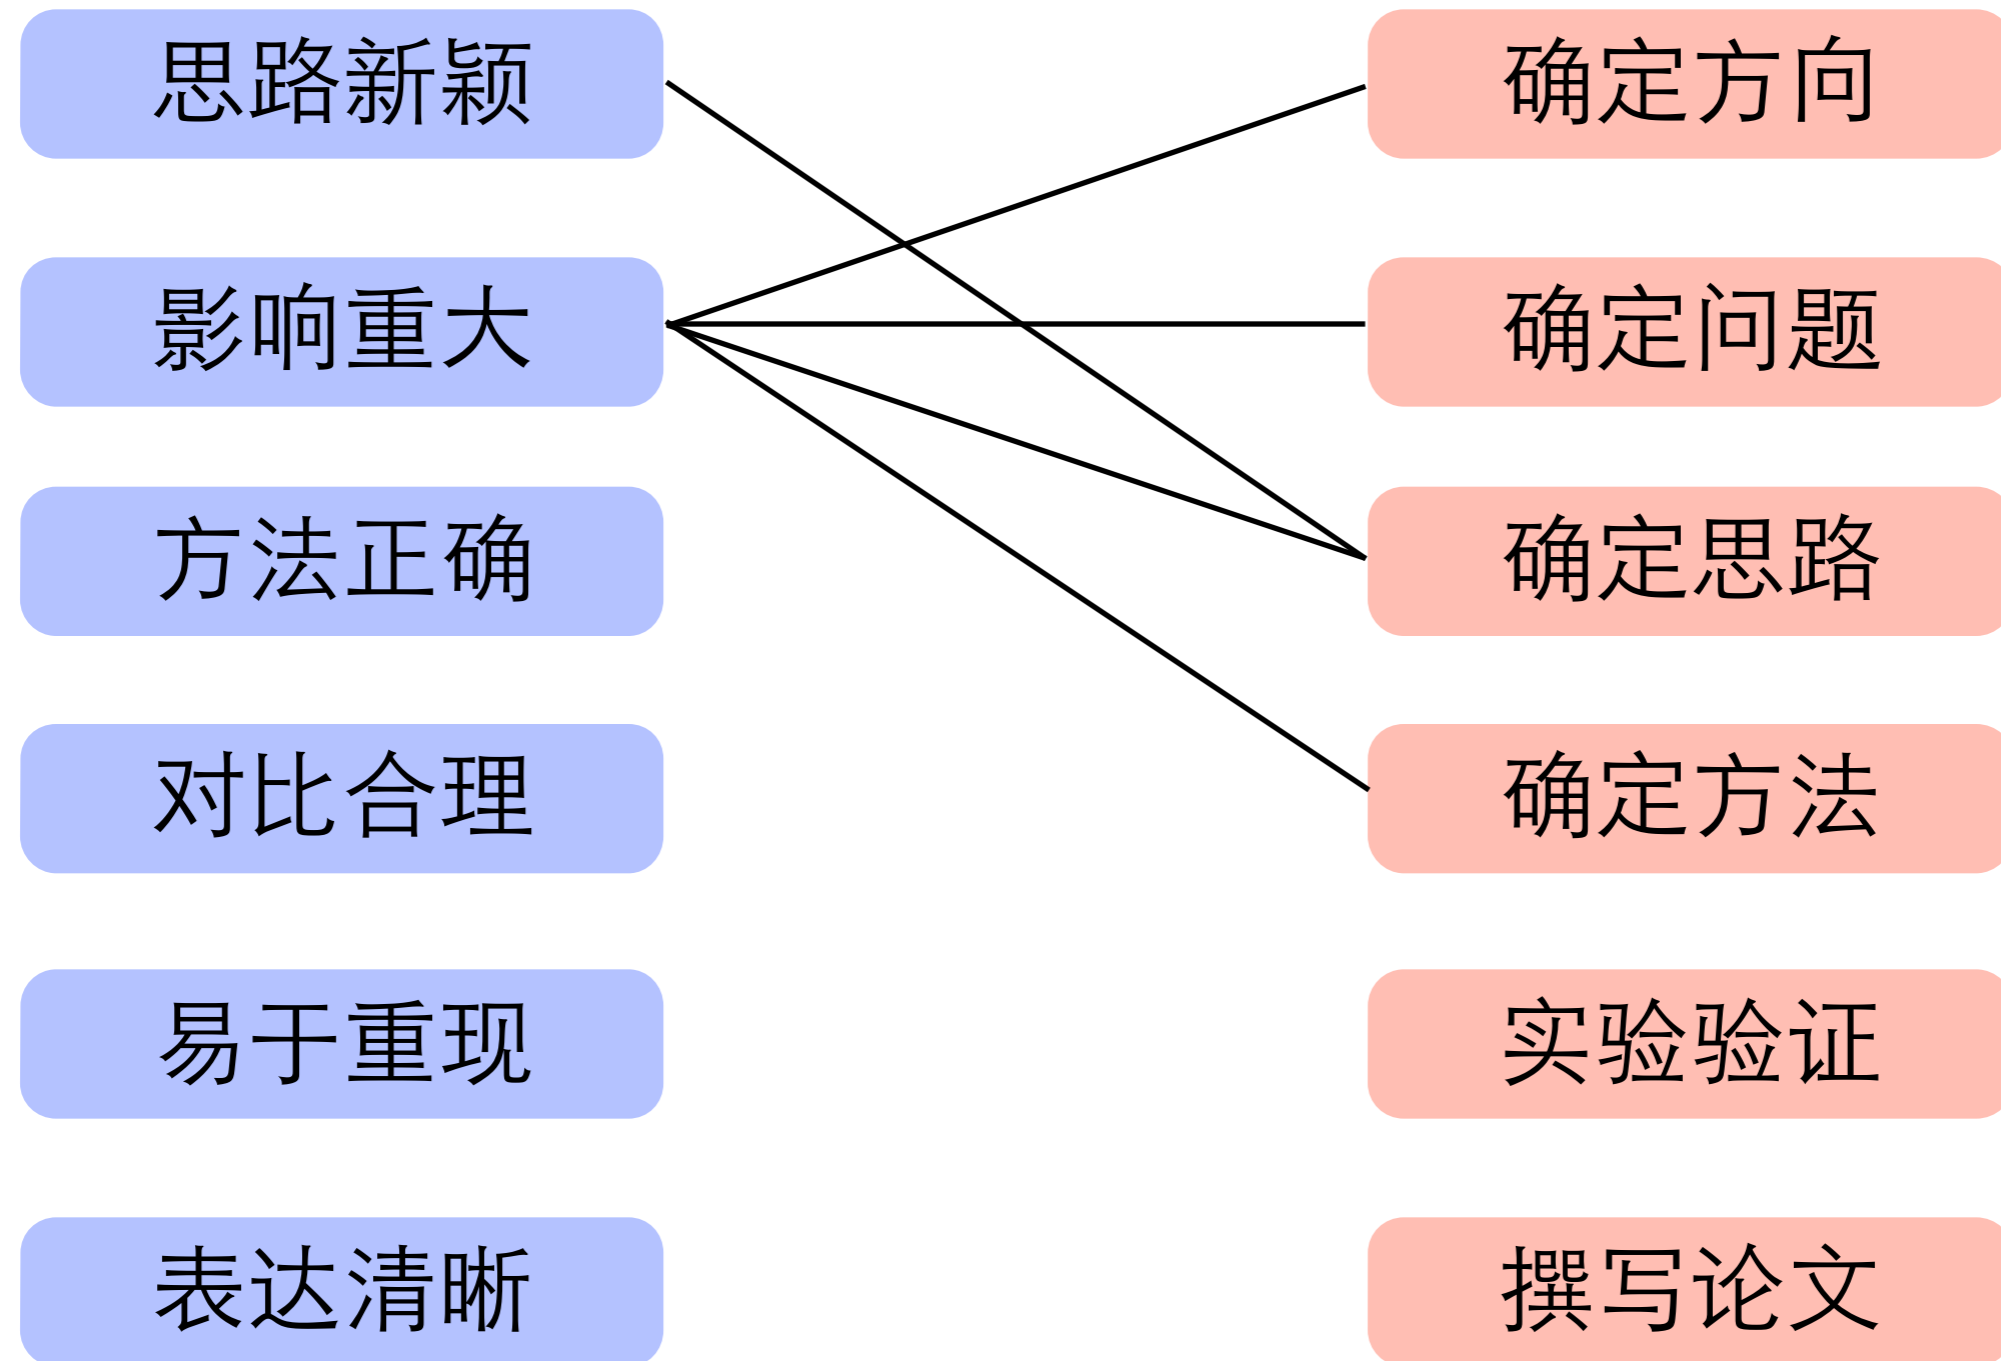 思路新颖
确定方向
影响重大
确定问题
方法正确
确定思路
对比合理
确定方法
易于重现
实验验证
表达清晰
撰写论文